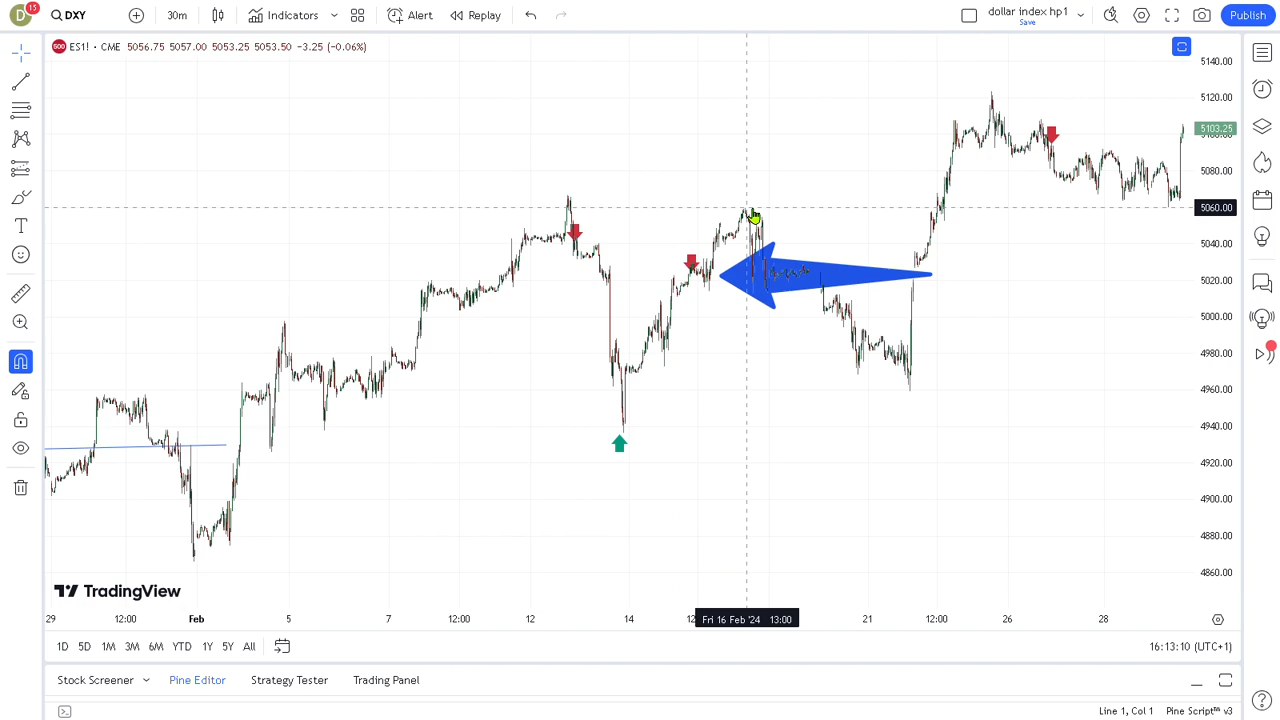 D 15 DXY 30m Indicators Alert Replay dollar index hp1 Save Publish
500 ES1! · CME 5056.75 5057.00 5053.25 5053.50 -3.25 (-0.06%)
5140.00
5120.00
5103.25
5100.00
5080.00
5060.00
5040.00
5020.00
5000.00
4980.00
4960.00
4940.00
4920.00
4900.00
4880.00
4860.00
TradingView
29 12:00 Feb 5 7 12:00 12 14 Fri 16 Feb '24 13:00 21 12:00 26 28
1D 5D 1M 3M 6M YTD 1Y 5Y All 16:13:10 (UTC+1)
Stock Screener Pine Editor Strategy Tester Trading Panel
Line 1, Col 1 Pine Script™ v3